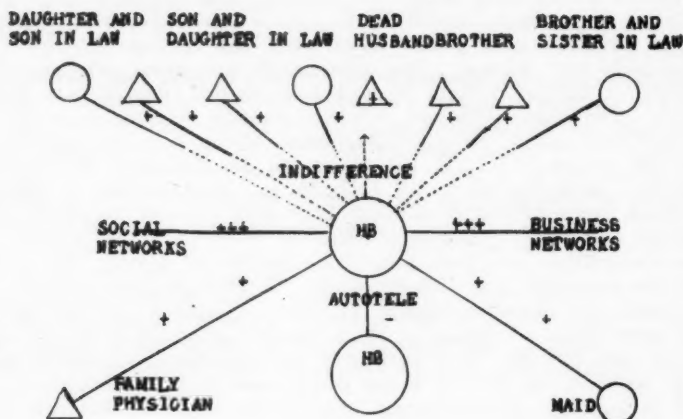 DAUGHTER AND SON AND DEAD BROTHER AND
SON IN LAW DAUGHTER IN LAW HUSBAND BROTHER SISTER IN LAW
+ + + + + + + +
INDIFFERENCE
SOCIAL +++ HB +++ BUSINESS
NETWORKS NETWORKS
+ +
AUTOTELE
+ - +
HB
FAMILY MAID
PHYSICIAN